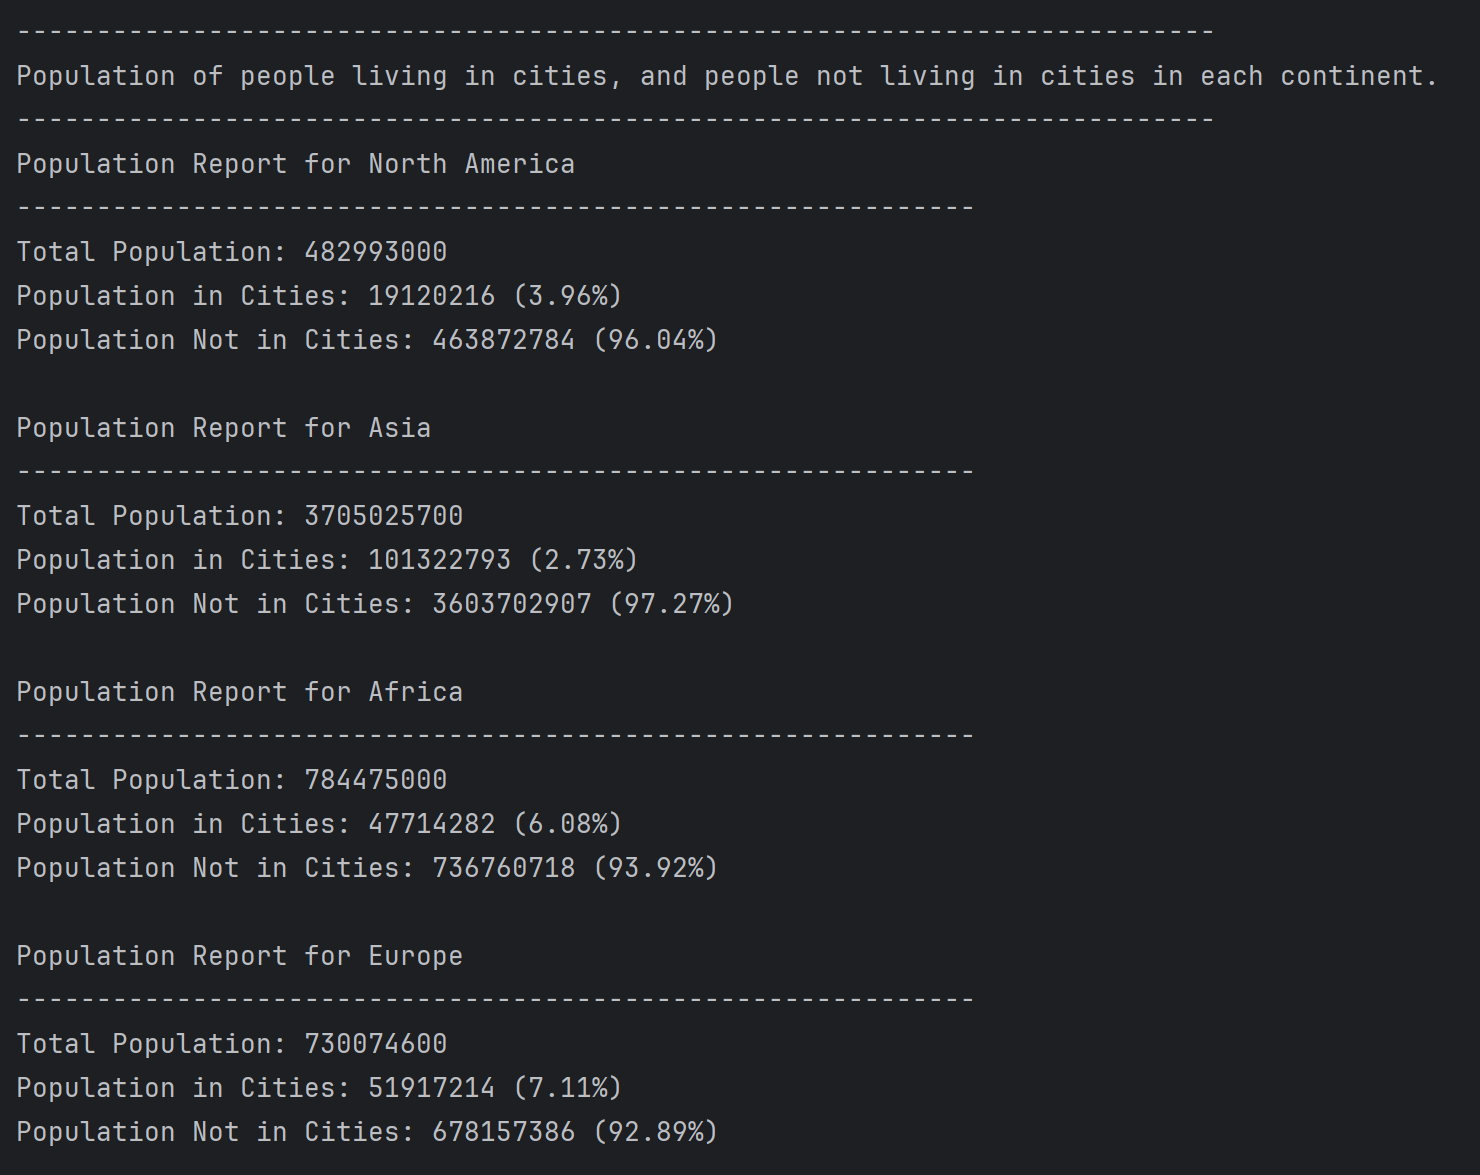 ---------------------------------------------------------------------------
Population of people living in cities, and people not living in cities in each continent.
---------------------------------------------------------------------------
Population Report for North America
------------------------------------------------------------
Total Population: 482993000
Population in Cities: 19120216 (3.96%)
Population Not in Cities: 463872784 (96.04%)

Population Report for Asia
------------------------------------------------------------
Total Population: 3705025700
Population in Cities: 101322793 (2.73%)
Population Not in Cities: 3603702907 (97.27%)

Population Report for Africa
------------------------------------------------------------
Total Population: 784475000
Population in Cities: 47714282 (6.08%)
Population Not in Cities: 736760718 (93.92%)

Population Report for Europe
------------------------------------------------------------
Total Population: 730074600
Population in Cities: 51917214 (7.11%)
Population Not in Cities: 678157386 (92.89%)